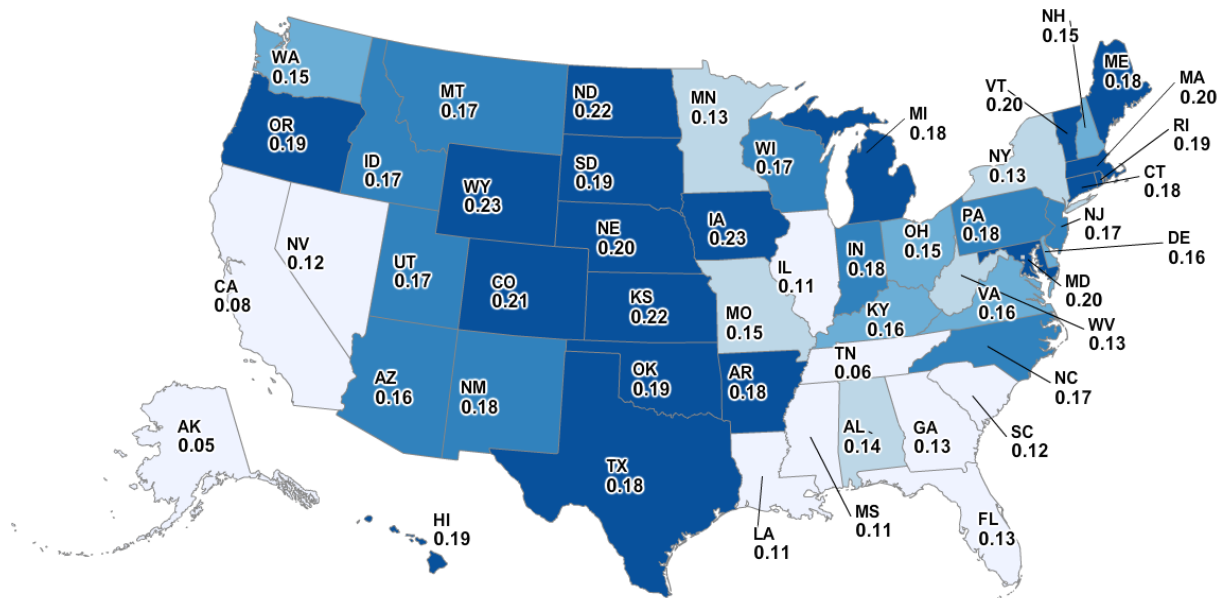 NH
0.15
ME
0.18
MA
0.20
VT
0.20
WA
0.15
MT
0.17
ND
0.22
MN
0.13
MI
0.18
RI
0.19
OR
0.19
ID
0.17
WI
0.17
NY
0.13
CT
0.18
WY
0.23
SD
0.19
IA
0.23
PA
0.18
NJ
0.17
NE
0.20
IN
0.18
OH
0.15
DE
0.16
NV
0.12
UT
0.17
CO
0.21
IL
0.11
MD
0.20
CA
0.08
KS
0.22
MO
0.15
KY
0.16
VA
0.16
WV
0.13
AZ
0.16
NM
0.18
OK
0.19
AR
0.18
TN
0.06
NC
0.17
AK
0.05
TX
0.18
AL
0.14
GA
0.13
SC
0.12
HI
0.19
LA
0.11
MS
0.11
FL
0.13